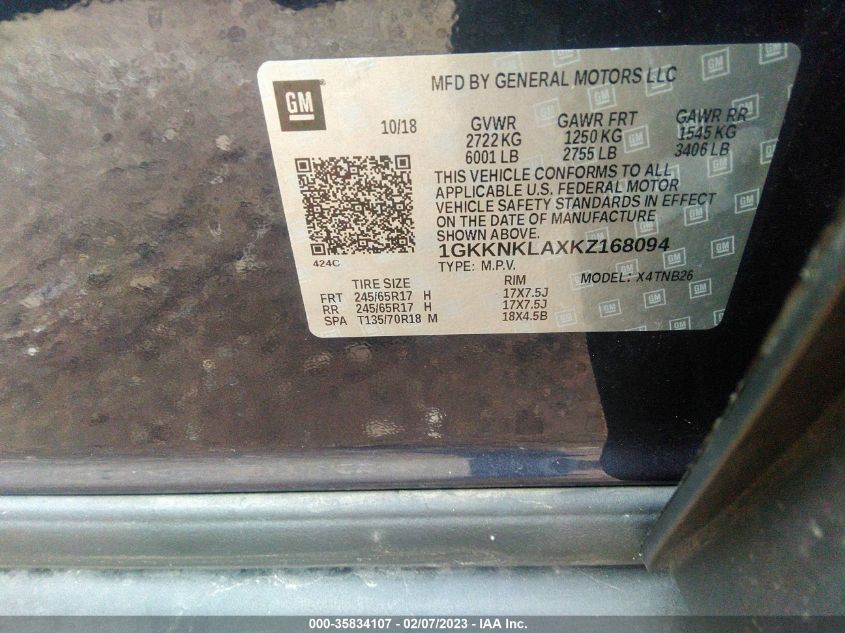 GM
MFD BY GENERAL MOTORS LLC
10/18 GVWR GAWR FRT GAWR RR
2722 KG 1250 KG 1545 KG
6001 LB 2755 LB 3406 LB
THIS VEHICLE CONFORMS TO ALL
APPLICABLE U.S. FEDERAL MOTOR
VEHICLE SAFETY STANDARDS IN EFFECT
ON THE DATE OF MANUFACTURE
SHOWN ABOVE.
424C
1GKKNKLAXKZ168094
TYPE: M.P.V. MODEL: X4TNB26
TIRE SIZE RIM
FRT 245/65R17 H 17X7.5J
RR 245/65R17 H 17X7.5J
SPA T135/70R18 M 18X4.5B
000-35834107 - 02/07/2023 - IAA Inc.